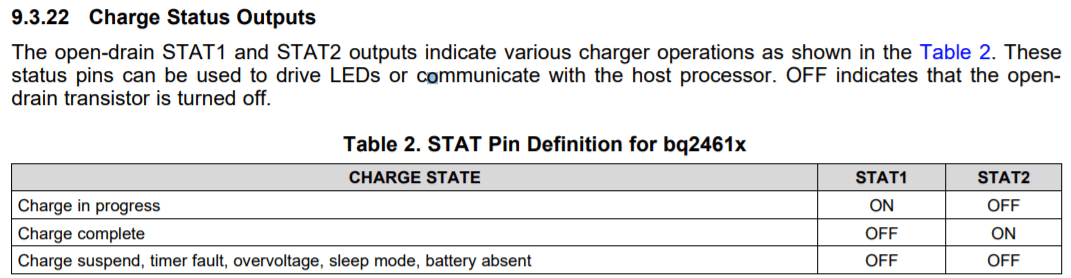 9.3.22 Charge Status Outputs
The open-drain STAT1 and STAT2 outputs indicate various charger operations as shown in the Table 2. These
status pins can be used to drive LEDs or communicate with the host processor. OFF indicates that the open-
drain transistor is turned off.
Table 2. STAT Pin Definition for bq2461x
CHARGE STATE STAT1 STAT2
Charge in progress ON OFF
Charge complete OFF ON
Charge suspend, timer fault, overvoltage, sleep mode, battery absent OFF OFF